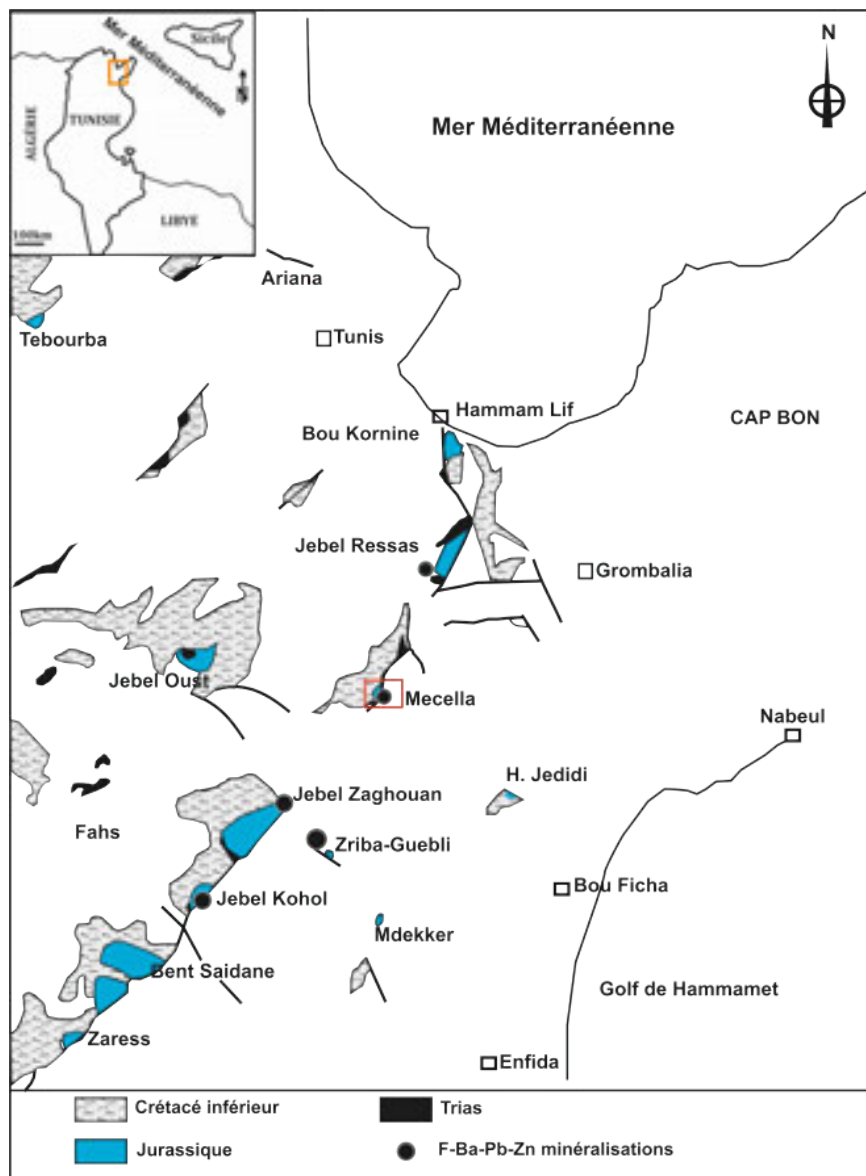 Mer Méditerranéenne
Sicile
N
ALGÉRIE
TUNISIE
LIBYE
100km
Mer Méditerranéenne
N
Ariana
Tebourba
Tunis
Hammam Lif
Bou Kornine
CAP BON
Jebel Ressas
Grombalia
Jebel Oust
Mecella
Nabeul
H. Jedidi
Jebel Zaghouan
Fahs
Zriba-Guebli
Bou Ficha
Jebel Kohol
Mdekker
Bent Saidane
Golf de Hammamet
Zaress
Enfida
Crétacé inférieur
Trias
Jurassique
F-Ba-Pb-Zn minéralisations